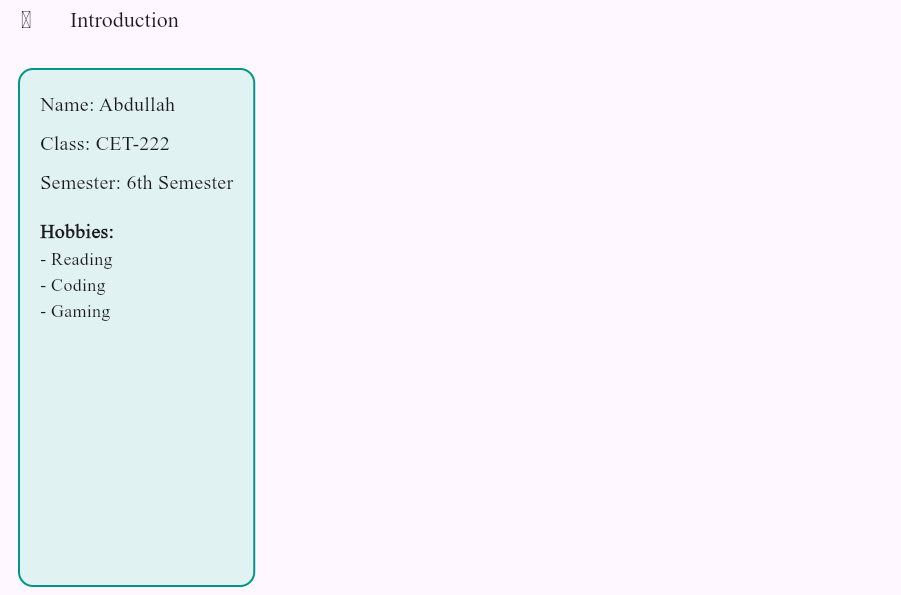 Introduction
Name: Abdullah
Class: CET-222
Semester: 6th Semester
Hobbies:
- Reading
- Coding
- Gaming